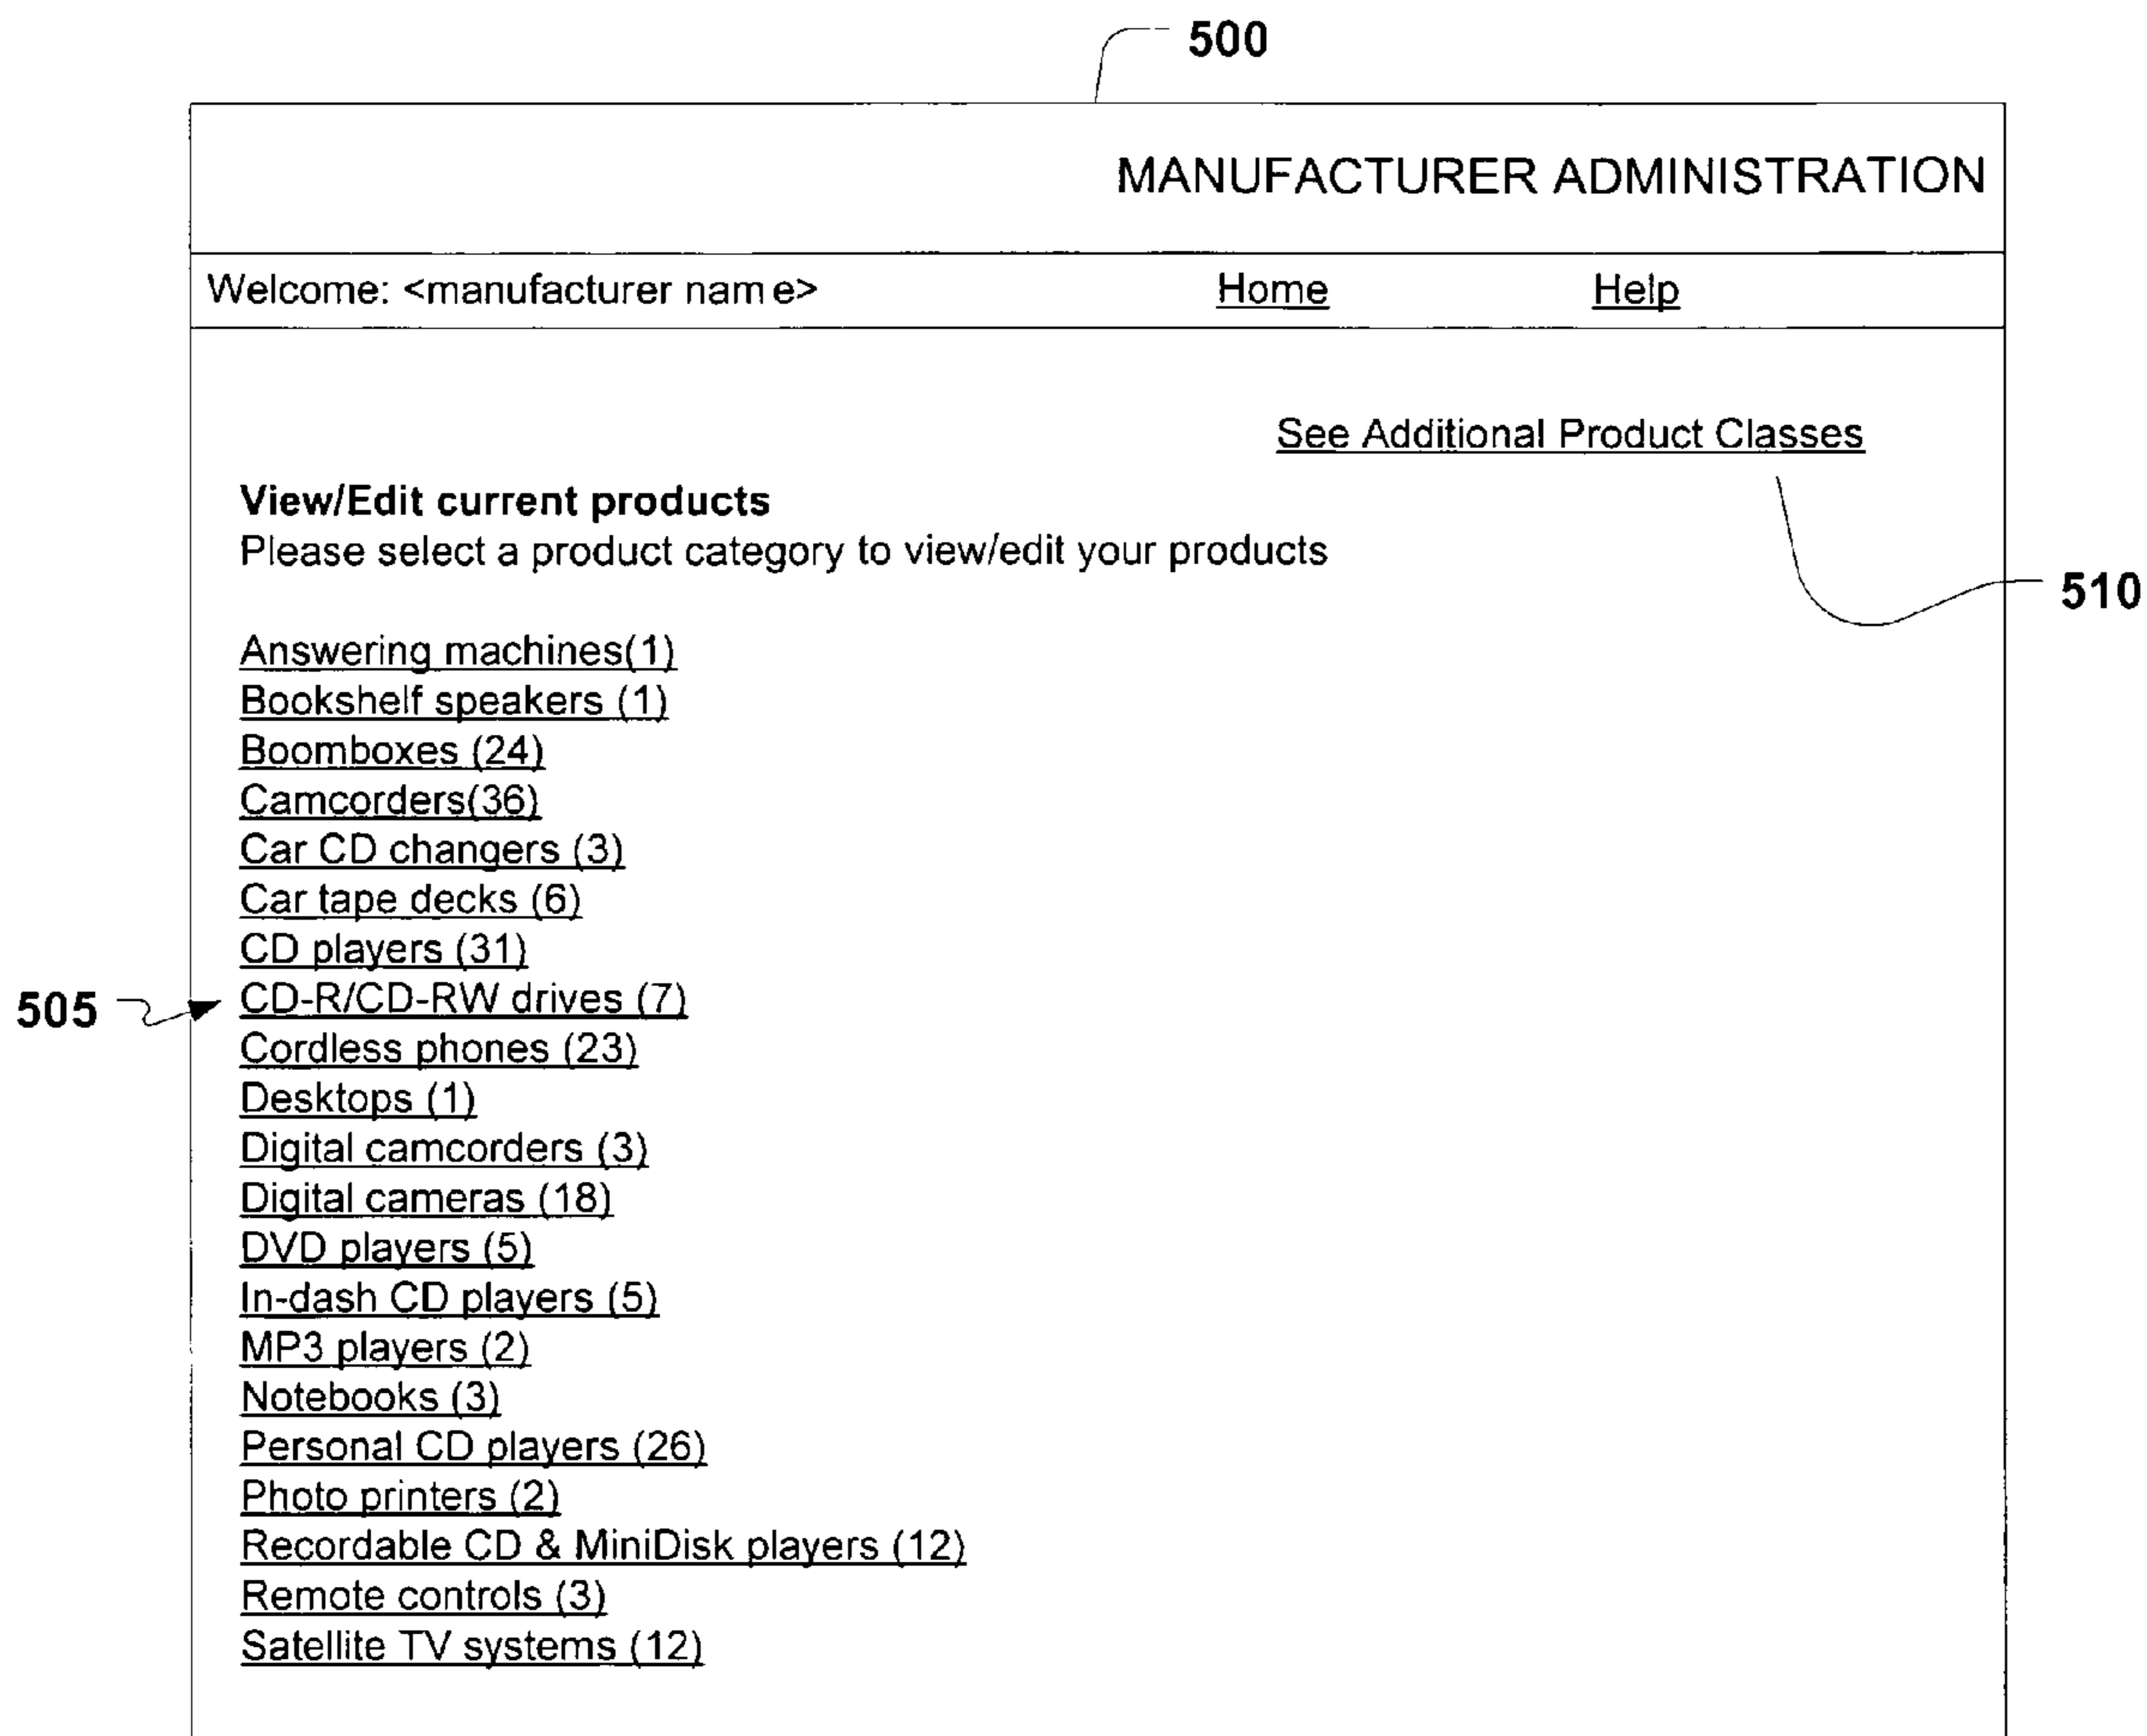 500
MANUFACTURER ADMINISTRATION
Welcome: <manufacturer name> Home Help
See Additional Product Classes
View/Edit current products
Please select a product category to view/edit your products
510
Answering machines(1)
Bookshelf speakers (1)
Boomboxes (24)
Camcorders(36)
Car CD changers (3)
Car tape decks (6)
CD players (31)
505 CD-R/CD-RW drives (7)
Cordless phones (23)
Desktops (1)
Digital camcorders (3)
Digital cameras (18)
DVD players (5)
In-dash CD players (5)
MP3 players (2)
Notebooks (3)
Personal CD players (26)
Photo printers (2)
Recordable CD & MiniDisk players (12)
Remote controls (3)
Satellite TV systems (12)